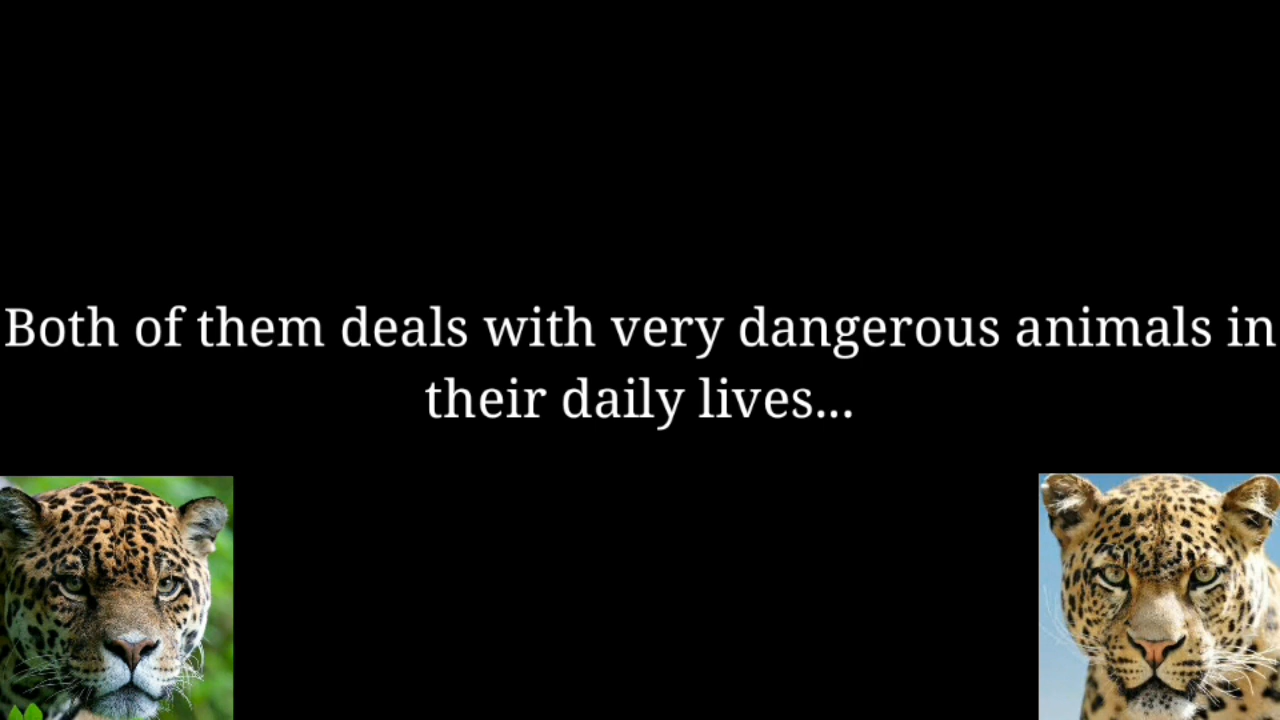 Both of them deals with very dangerous animals in
their daily lives...